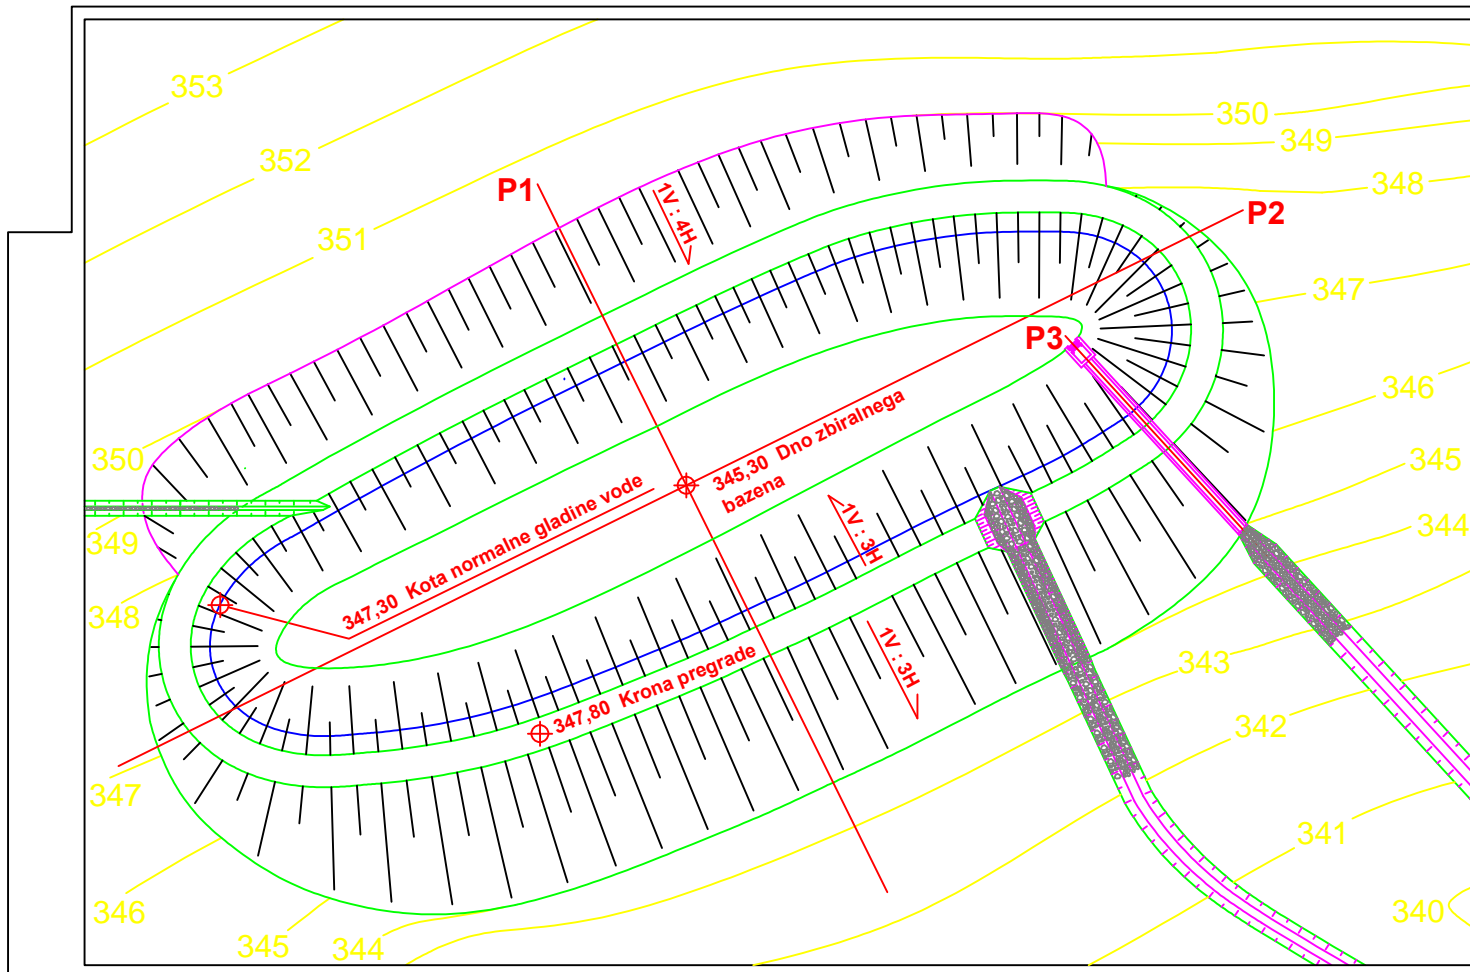 353
350
349
352
348
P1
1V : 4H
P2
351
347
P3
346
345,30 Dno zbiralnega
bazena
350
347,30 Kota normalne gladine vode
345
1V : 3H
344
349
348
1V : 3H
343
347,80 Krona pregrade
342
347
341
346
340
345
344